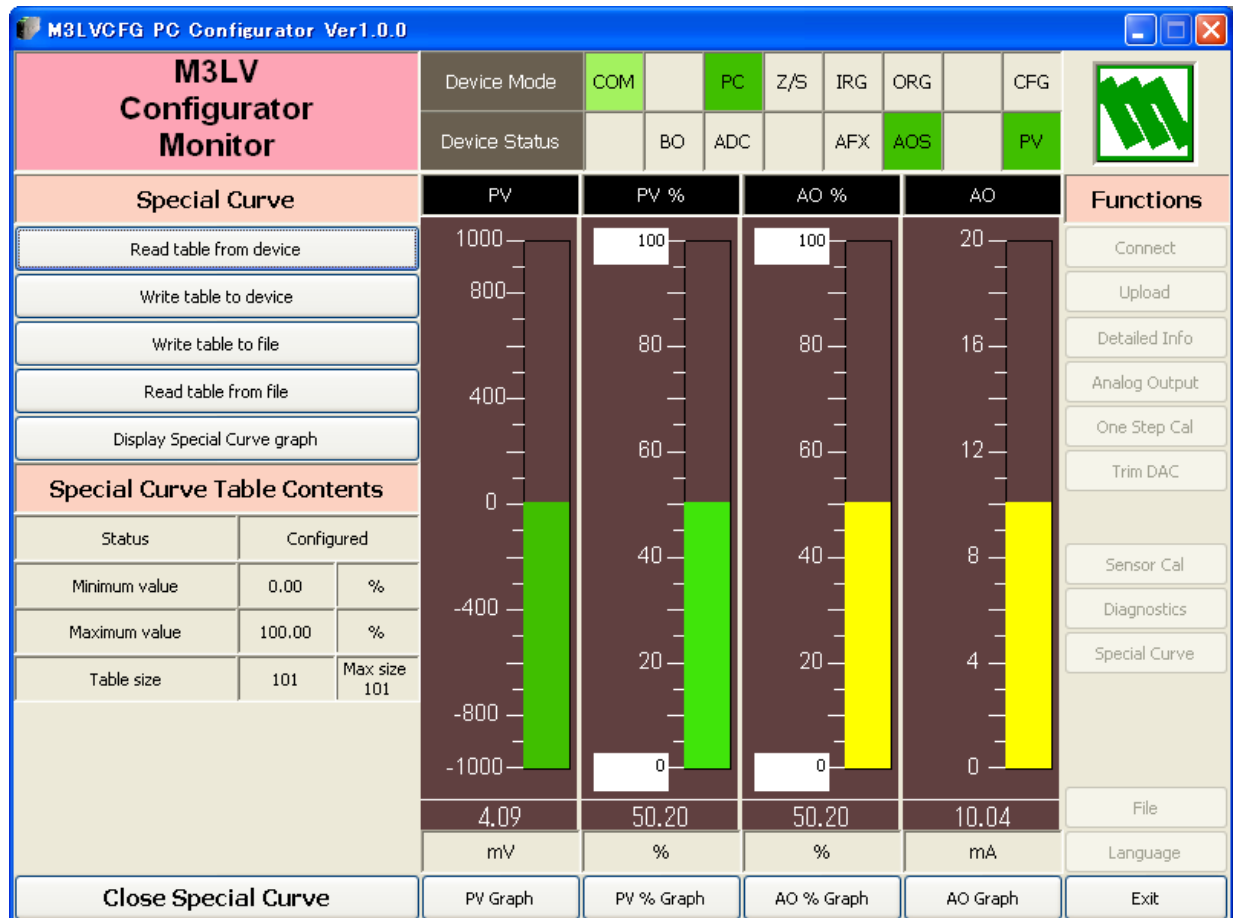 M3LVCFG PC Configurator Ver1.0.0
M3LV
Configurator
Monitor
Device Mode COM PC Z/S IRG ORG CFG
Device Status BO ADC AFX AOS PV
Special Curve
Read table from device
Write table to device
Write table to file
Read table from file
Display Special Curve graph
Special Curve Table Contents
Status Configured
Minimum value 0.00 %
Maximum value 100.00 %
Table size 101 Max size
101
Close Special Curve
PV
1000
800
400
0
-400
-800
-1000
4.09
mV
PV Graph
PV %
100
80
60
40
20
0
50.20
%
PV % Graph
AO %
100
80
60
40
20
0
50.20
%
AO % Graph
AO
20
16
12
8
4
0
10.04
mA
AO Graph
Functions
Connect
Upload
Detailed Info
Analog Output
One Step Cal
Trim DAC
Sensor Cal
Diagnostics
Special Curve
File
Language
Exit